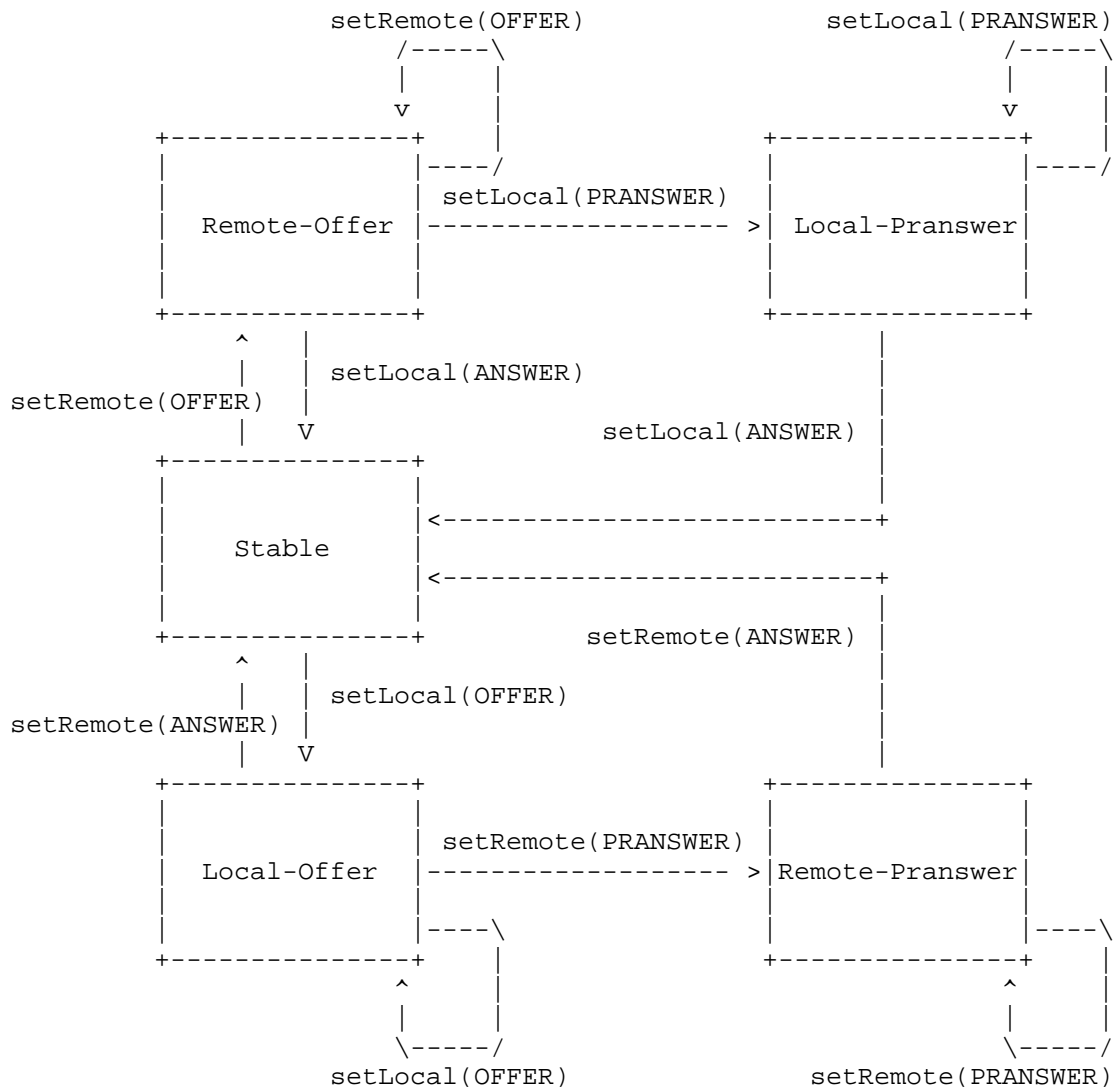 setRemote(OFFER) setLocal(PRANSWER)
setLocal(PRANSWER)
Remote-Offer Local-Pranswer
setLocal(ANSWER)
setRemote(OFFER)
setLocal(ANSWER)
Stable
setRemote(ANSWER)
setLocal(OFFER)
setRemote(ANSWER)
setRemote(PRANSWER)
Local-Offer Remote-Pranswer
setLocal(OFFER) setRemote(PRANSWER)